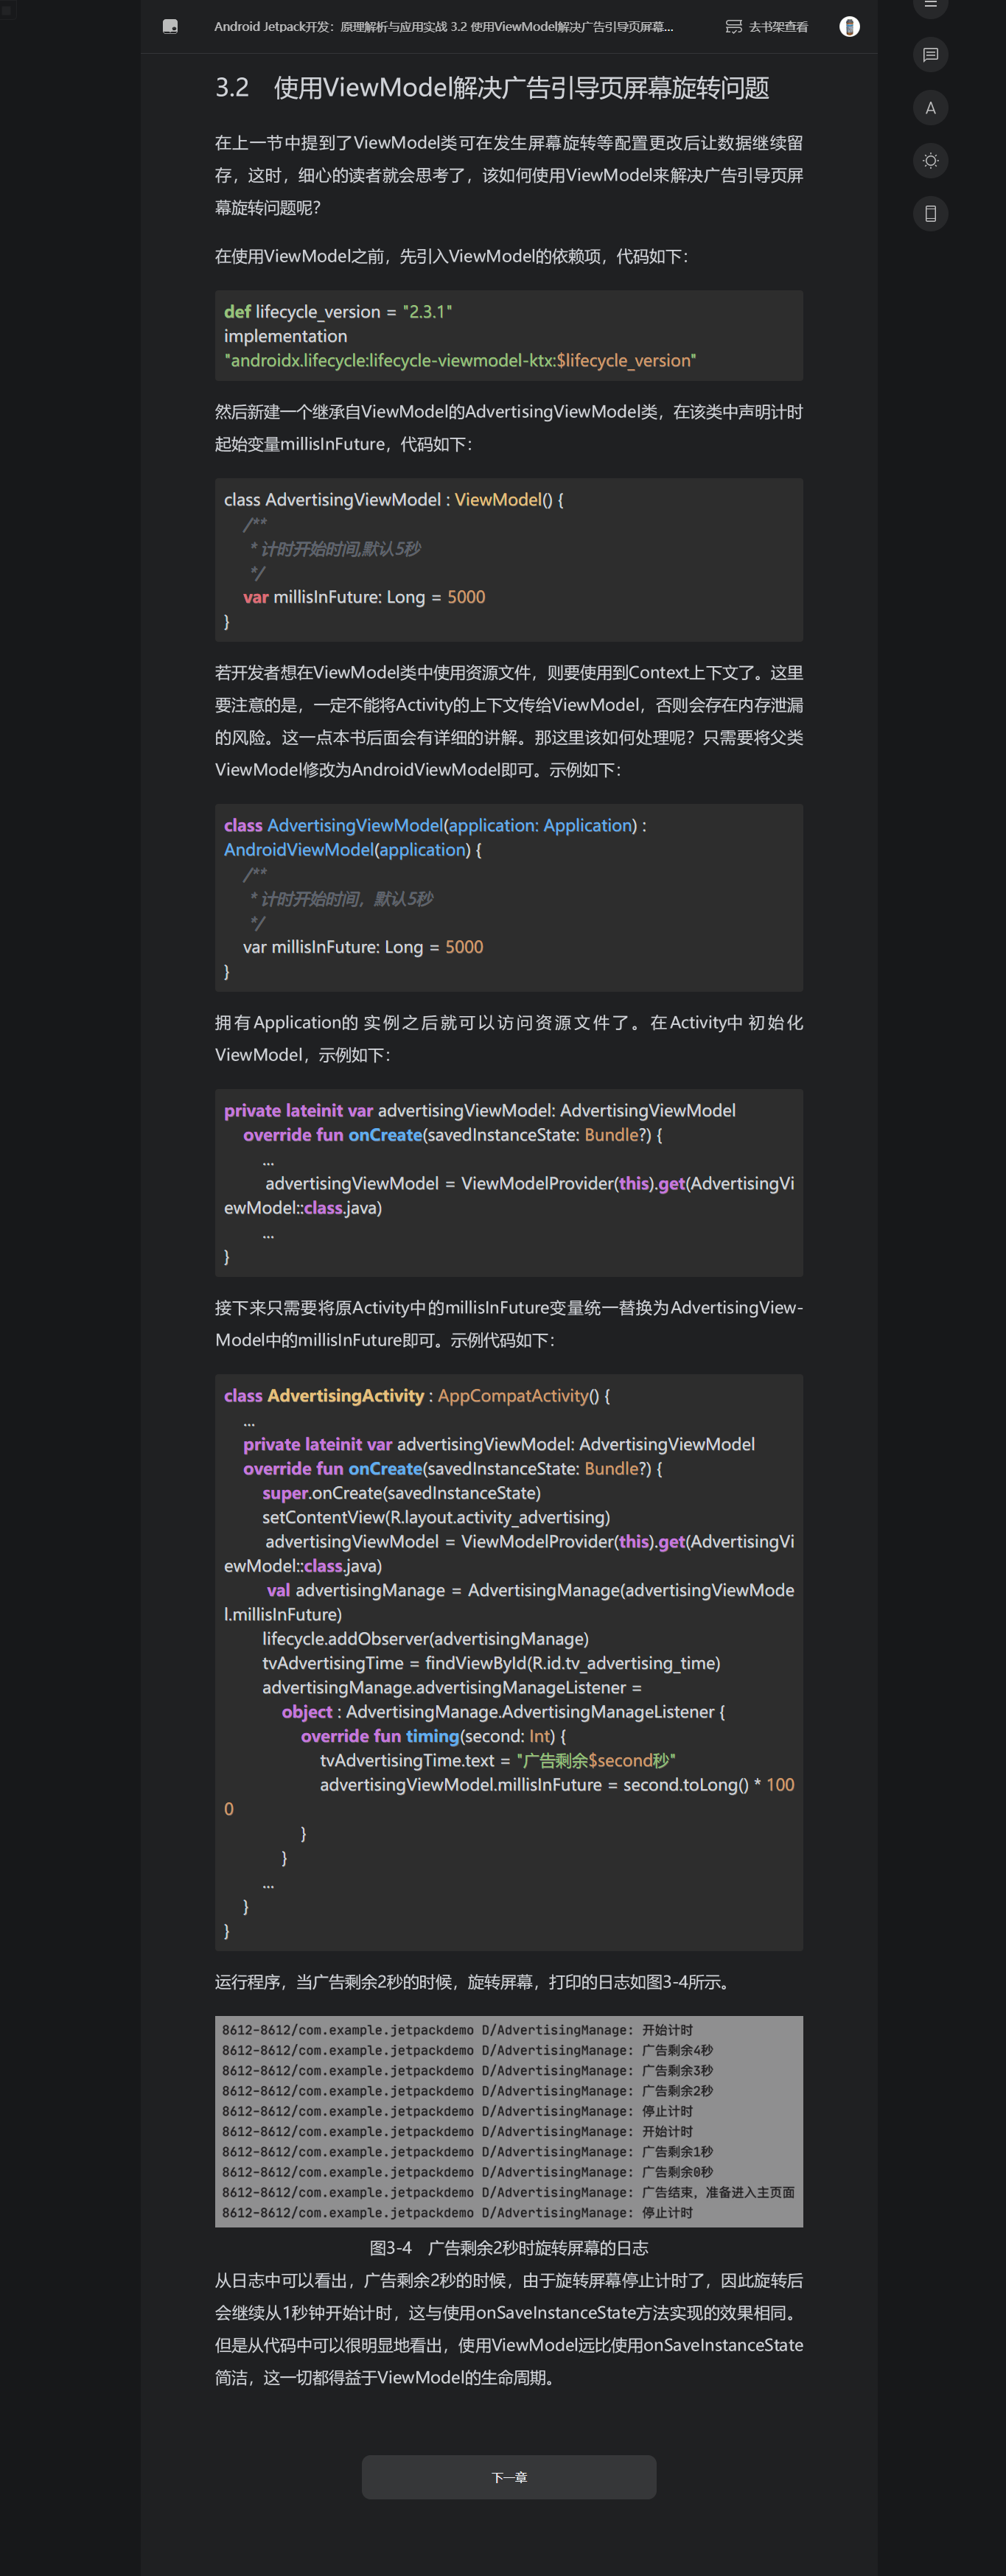 Android Jetpack开发：原理解析与应用实战 3.2 使用ViewModel解决广告引导页屏幕...
去书架查看
A
3.2 使用ViewModel解决广告引导页屏幕旋转问题
在上一节中提到了ViewModel类可在发生屏幕旋转等配置更改后让数据继续留
存，这时，细心的读者就会思考了，该如何使用ViewModel来解决广告引导页屏
幕旋转问题呢？
在使用ViewModel之前，先引入ViewModel的依赖项，代码如下：
def lifecycle_version = "2.3.1"
implementation
"androidx.lifecycle:lifecycle-viewmodel-ktx:$lifecycle_version"
然后新建一个继承自ViewModel的AdvertisingViewModel类，在该类中声明计时
起始变量millisInFuture，代码如下：
class AdvertisingViewModel : ViewModel() {
/**
* 计时开始时间,默认5秒
*/
var millisInFuture: Long = 5000
}
若开发者想在ViewModel类中使用资源文件，则要使用到Context上下文了。这里
要注意的是，一定不能将Activity的上下文传给ViewModel，否则会存在内存泄漏
的风险。这一点本书后面会有详细的讲解。那这里该如何处理呢？只需要将父类
ViewModel修改为AndroidViewModel即可。示例如下：
class AdvertisingViewModel(application: Application) :
AndroidViewModel(application) {
/**
* 计时开始时间，默认5秒
*/
var millisInFuture: Long = 5000
}
拥有Application的 实例之后就可以访问资源文件了。在Activity中 初始化
ViewModel，示例如下：
private lateinit var advertisingViewModel: AdvertisingViewModel
override fun onCreate(savedInstanceState: Bundle?) {
...
advertisingViewModel = ViewModelProvider(this).get(AdvertisingVi
ewModel::class.java)
...
}
接下来只需要将原Activity中的millisInFuture变量统一替换为AdvertisingView-
Model中的millisInFuture即可。示例代码如下：
class AdvertisingActivity : AppCompatActivity() {
...
private lateinit var advertisingViewModel: AdvertisingViewModel
override fun onCreate(savedInstanceState: Bundle?) {
super.onCreate(savedInstanceState)
setContentView(R.layout.activity_advertising)
advertisingViewModel = ViewModelProvider(this).get(AdvertisingVi
ewModel::class.java)
val advertisingManage = AdvertisingManage(advertisingViewMode
l.millisInFuture)
lifecycle.addObserver(advertisingManage)
tvAdvertisingTime = findViewById(R.id.tv_advertising_time)
advertisingManage.advertisingManageListener =
object : AdvertisingManage.AdvertisingManageListener {
override fun timing(second: Int) {
tvAdvertisingTime.text = "广告剩余$second秒"
advertisingViewModel.millisInFuture = second.toLong() * 100
0
}
}
...
}
}
运行程序，当广告剩余2秒的时候，旋转屏幕，打印的日志如图3-4所示。
8612-8612/com.example.jetpackdemo D/AdvertisingManage: 开始计时
8612-8612/com.example.jetpackdemo D/AdvertisingManage: 广告剩余4秒
8612-8612/com.example.jetpackdemo D/AdvertisingManage: 广告剩余3秒
8612-8612/com.example.jetpackdemo D/AdvertisingManage: 广告剩余2秒
8612-8612/com.example.jetpackdemo D/AdvertisingManage: 停止计时
8612-8612/com.example.jetpackdemo D/AdvertisingManage: 开始计时
8612-8612/com.example.jetpackdemo D/AdvertisingManage: 广告剩余1秒
8612-8612/com.example.jetpackdemo D/AdvertisingManage: 广告剩余0秒
8612-8612/com.example.jetpackdemo D/AdvertisingManage: 广告结束，准备进入主页面
8612-8612/com.example.jetpackdemo D/AdvertisingManage: 停止计时
图3-4 广告剩余2秒时旋转屏幕的日志
从日志中可以看出，广告剩余2秒的时候，由于旋转屏幕停止计时了，因此旋转后
会继续从1秒钟开始计时，这与使用onSaveInstanceState方法实现的效果相同。
但是从代码中可以很明显地看出，使用ViewModel远比使用onSaveInstanceState
简洁，这一切都得益于ViewModel的生命周期。
下一章